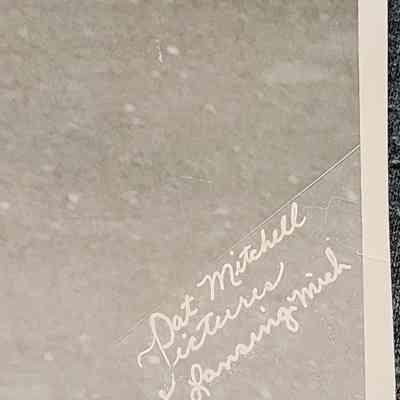 Pat Mitchell
Pictures
Lansing Mich